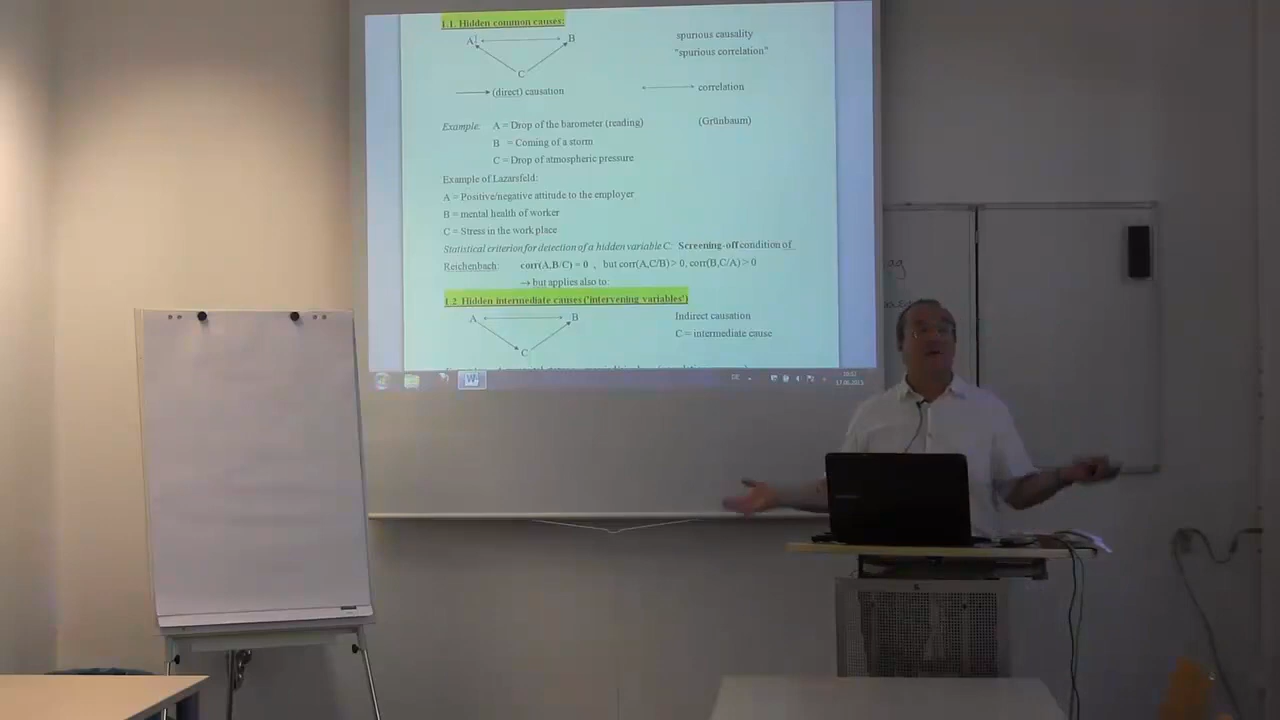 1.1. Hidden common causes:
A B
spurious causality
"spurious correlation"
C
(direct) causation
correlation
Example: A = Drop of the barometer (reading) (Grünbaum)
B = Coming of a storm
C = Drop of atmospheric pressure
Example of Lazarsfeld:
A = Positive/negative attitude to the employer
B = mental health of worker
C = Stress in the work place
Statistical criterion for detection of a hidden variable C: Screening-off condition of
Reichenbach: corr(A,B/C) = 0 , but corr(A,C/B) > 0, corr(B,C/A) > 0
→ but applies also to:
1.2. Hidden intermediate causes ('intervening variables')
A B
Indirect causation
C = intermediate cause
C
DE